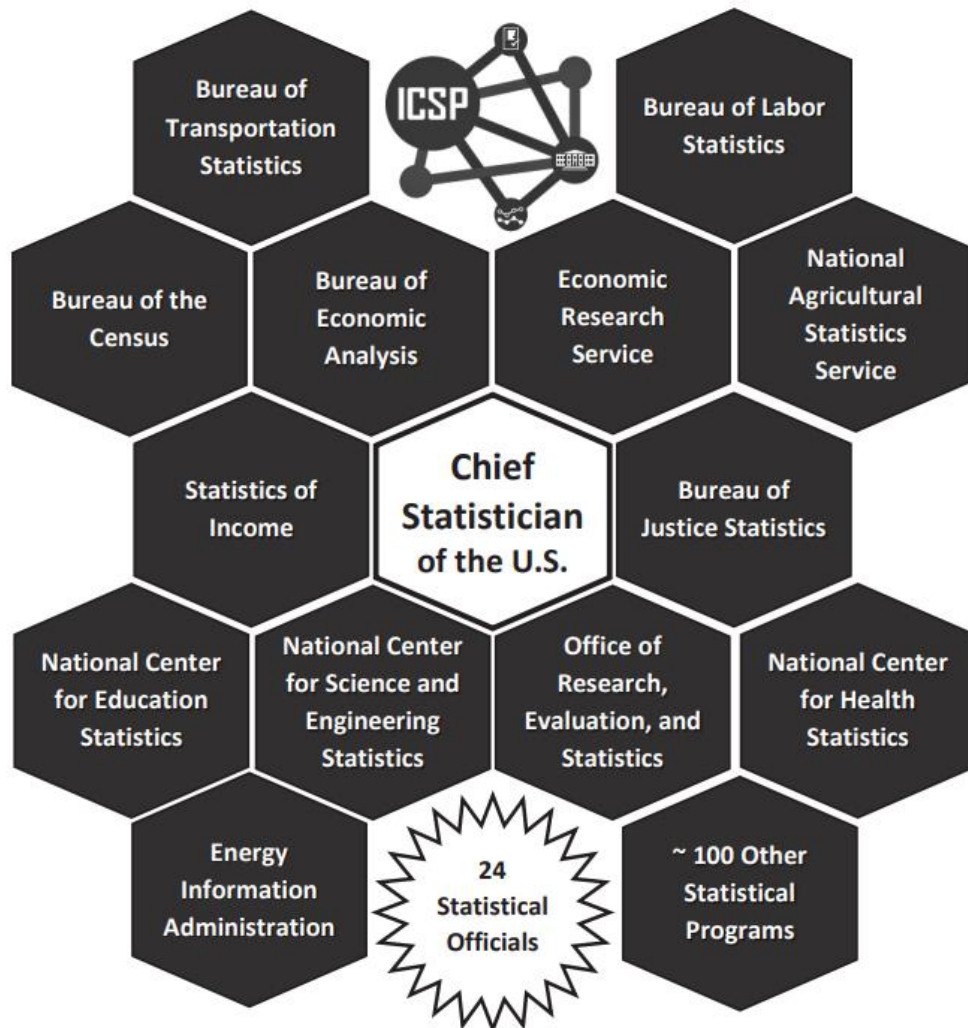 Bureau of
Transportation
Statistics
ICSP
Bureau of Labor
Statistics
Bureau of the
Census
Bureau of
Economic
Analysis
Economic
Research
Service
National
Agricultural
Statistics
Service
Statistics of
Income
Chief
Statistician
of the U.S.
Bureau of
Justice Statistics
National Center
for Education
Statistics
National Center
for Science and
Engineering
Statistics
Office of
Research,
Evaluation, and
Statistics
National Center
for Health
Statistics
Energy
Information
Administration
24
Statistical
Officials
~ 100 Other
Statistical
Programs